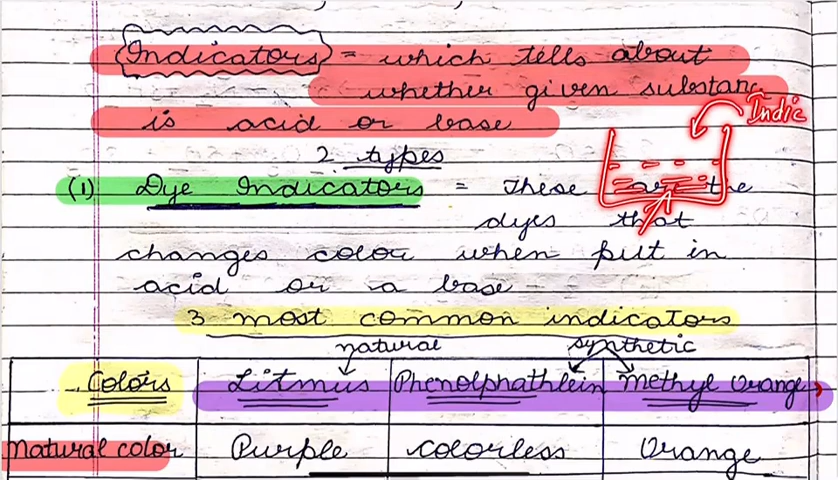 Indicators = which tells about
whether given substanc
is acid or base
Indic
2 types
(1) Dye Indicators = These are the
dyes that
changes color when put in
acid or a base
3 most common indicators
natural synthetic
Colors Litmus Phenolphathlein Methyl Orange
Natural color Purple colorless Orange